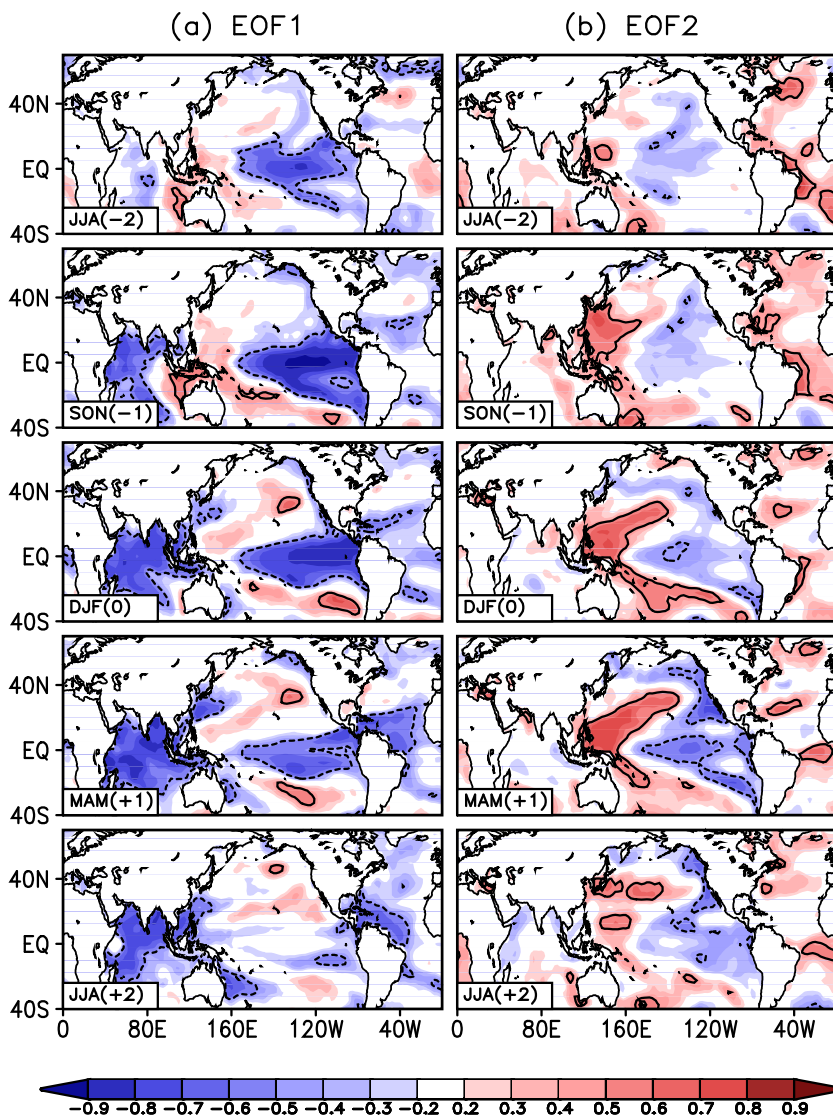 (a) EOF1 (b) EOF2
40N
EQ
40S
JJA(-2) JJA(-2)
40N
EQ
40S
SON(-1) SON(-1)
40N
EQ
40S
DJF(0) DJF(0)
40N
EQ
40S
MAM(+1) MAM(+1)
40N
EQ
40S
JJA(+2) JJA(+2)
0 80E 160E 120W 40W 0 80E 160E 120W 40W
-0.9 -0.8 -0.7 -0.6 -0.5 -0.4 -0.3 -0.2 0.2 0.3 0.4 0.5 0.6 0.7 0.8 0.9